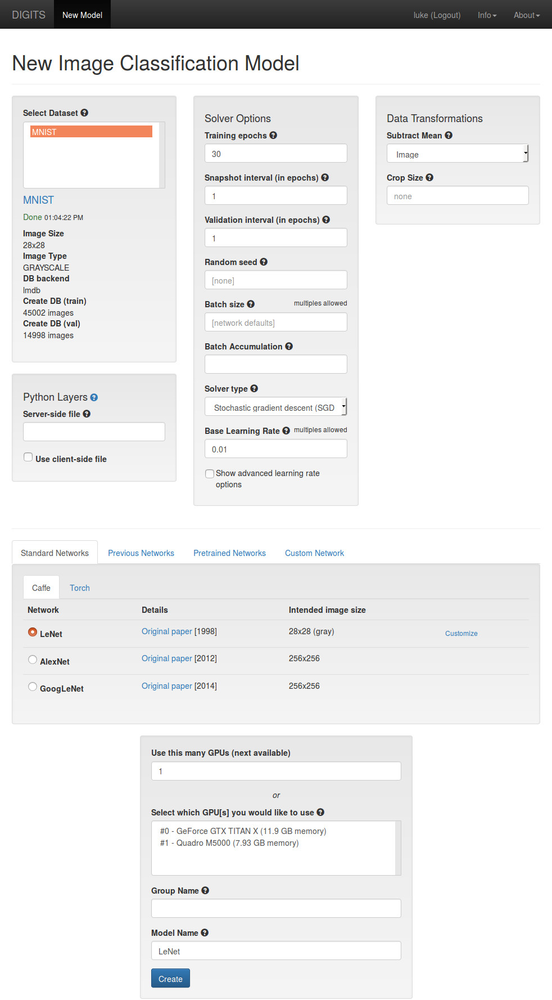 DIGITS New Model luke (Logout) Info About
New Image Classification Model
Select Dataset
MNIST
MNIST
Done 01:04:22 PM
Image Size
28x28
Image Type
GRAYSCALE
DB backend
lmdb
Create DB (train)
45002 images
Create DB (val)
14998 images
Python Layers
Server-side file
Use client-side file
Solver Options
Training epochs
30
Snapshot interval (in epochs)
1
Validation interval (in epochs)
1
Random seed
[none]
Batch size multiples allowed
[network defaults]
Batch Accumulation
Solver type
Stochastic gradient descent (SGD
Base Learning Rate multiples allowed
0.01
Show advanced learning rate
options
Data Transformations
Subtract Mean
Image
Crop Size
none
Standard Networks Previous Networks Pretrained Networks Custom Network
Caffe Torch
Network Details Intended image size
LeNet Original paper [1998] 28x28 (gray) Customize
AlexNet Original paper [2012] 256x256
GoogLeNet Original paper [2014] 256x256
Use this many GPUs (next available)
1
or
Select which GPU[s] you would like to use
#0 - GeForce GTX TITAN X (11.9 GB memory)
#1 - Quadro M5000 (7.93 GB memory)
Group Name
Model Name
LeNet
Create